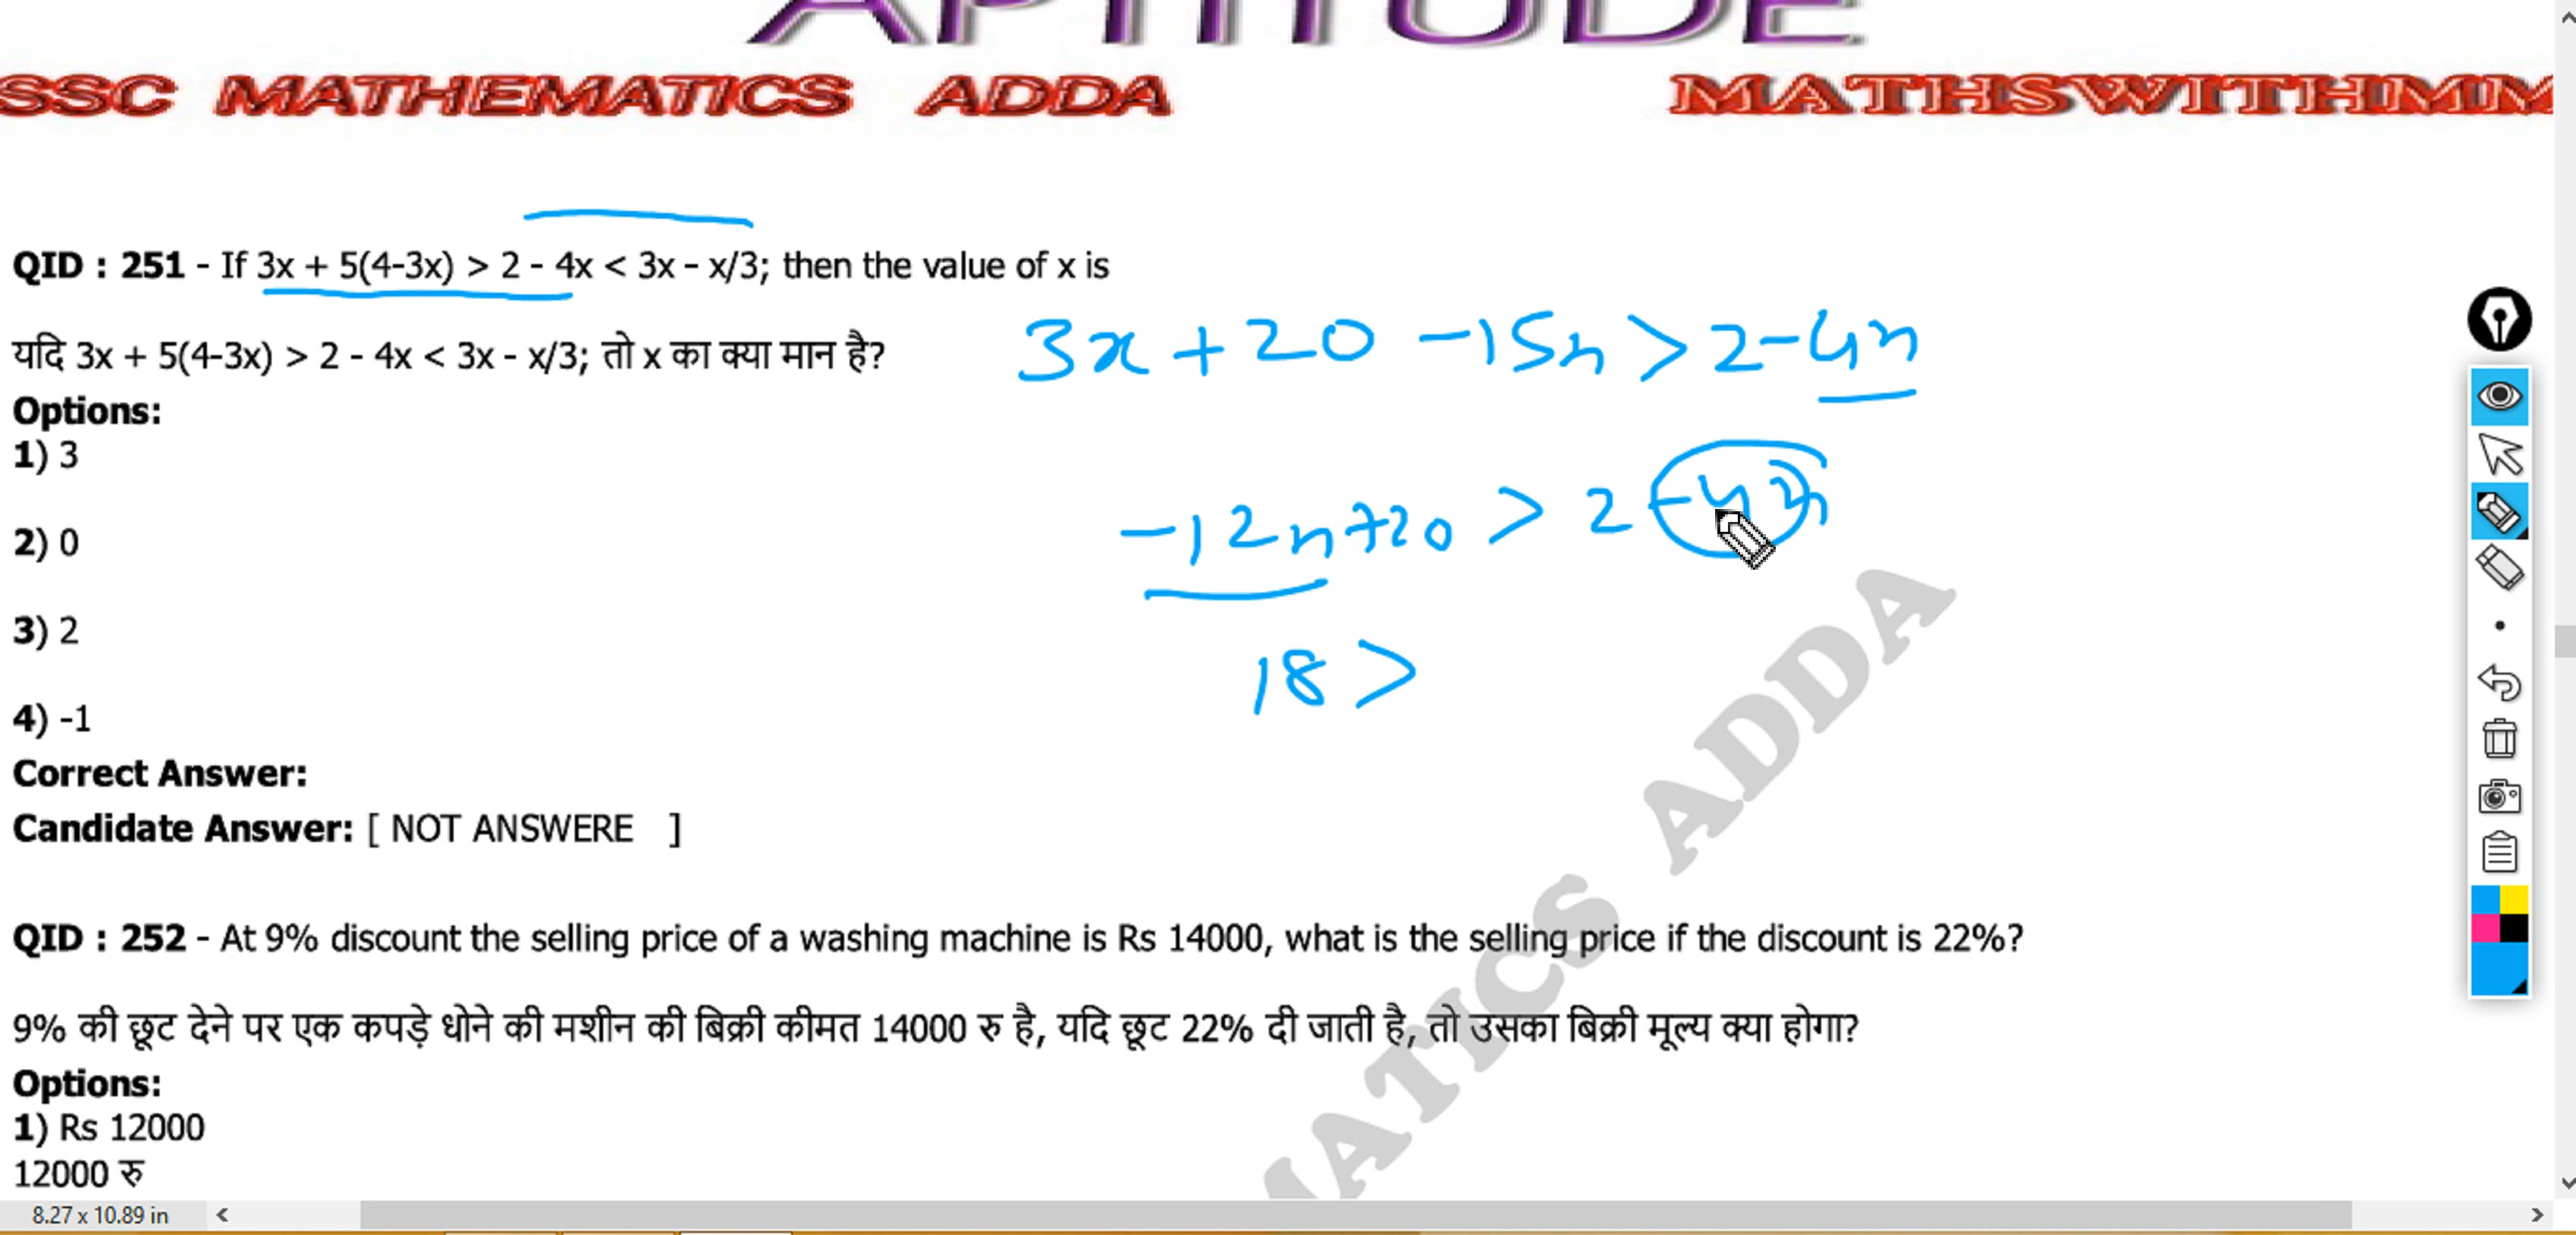 APTITUDE
SSC MATHEMATICS ADDA MATHSWITHMM
QID : 251 - If 3x + 5(4-3x) > 2 - 4x < 3x – x/3; then the value of x is
यदि 3x + 5(4-3x) > 2 - 4x < 3x - x/3; तो x का क्या मान है?
3x + 20 - 15x > 2 - 4x
Options:
1) 3
-12x + 20 > 2 - 4x
2) 0
3) 2
18 >
4) -1
Correct Answer:
Candidate Answer: [ NOT ANSWERE ]
QID : 252 - At 9% discount the selling price of a washing machine is Rs 14000, what is the selling price if the discount is 22%?
9% की छूट देने पर एक कपड़े धोने की मशीन की बिक्री कीमत 14000 रु है, यदि छूट 22% दी जाती है, तो उसका बिक्री मूल्य क्या होगा?
Options:
1) Rs 12000
12000 रु
MATICS ADDA
8.27 x 10.89 in